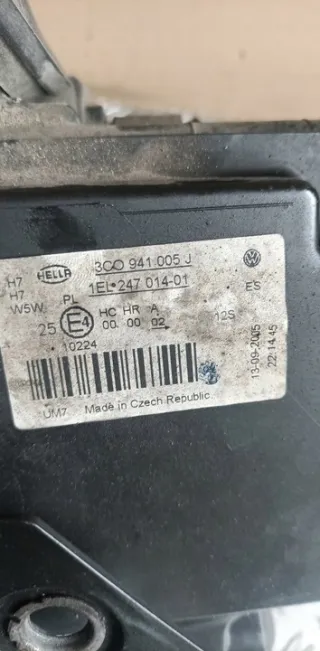 HELLA 3C0 941.005 J
H7
H7
W5W PL
1EL 247 014-01
ES
25 E4 HC HR A
00 00 02
12S
10224
13-09-2005
22:14:45
UM7 Made in Czech Republic